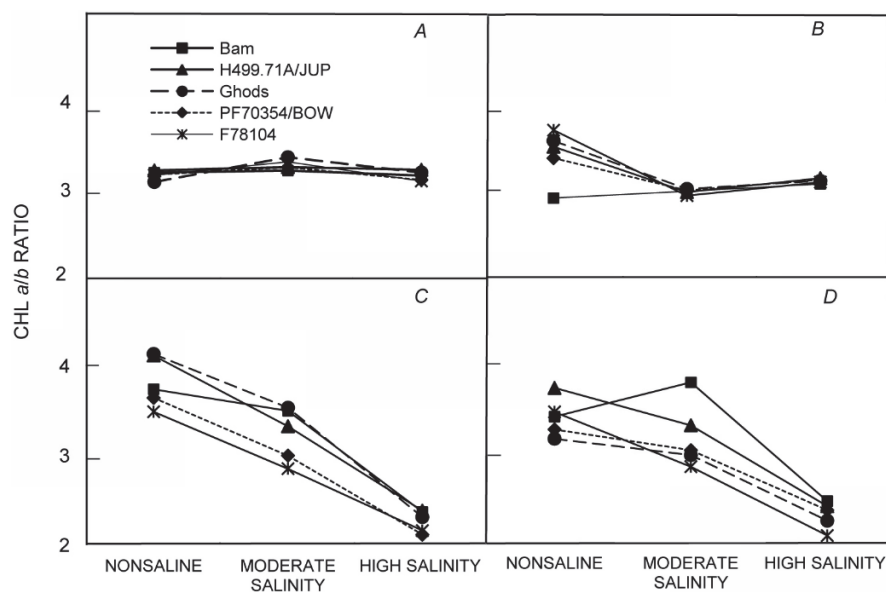 A
B
Bam
H499.71A/JUP
Ghods
PF70354/BOW
F78104
4
3
2
CHL a/b RATIO
C
D
4
3
2
NONSALINE MODERATE SALINITY HIGH SALINITY
NONSALINE MODERATE SALINITY HIGH SALINITY